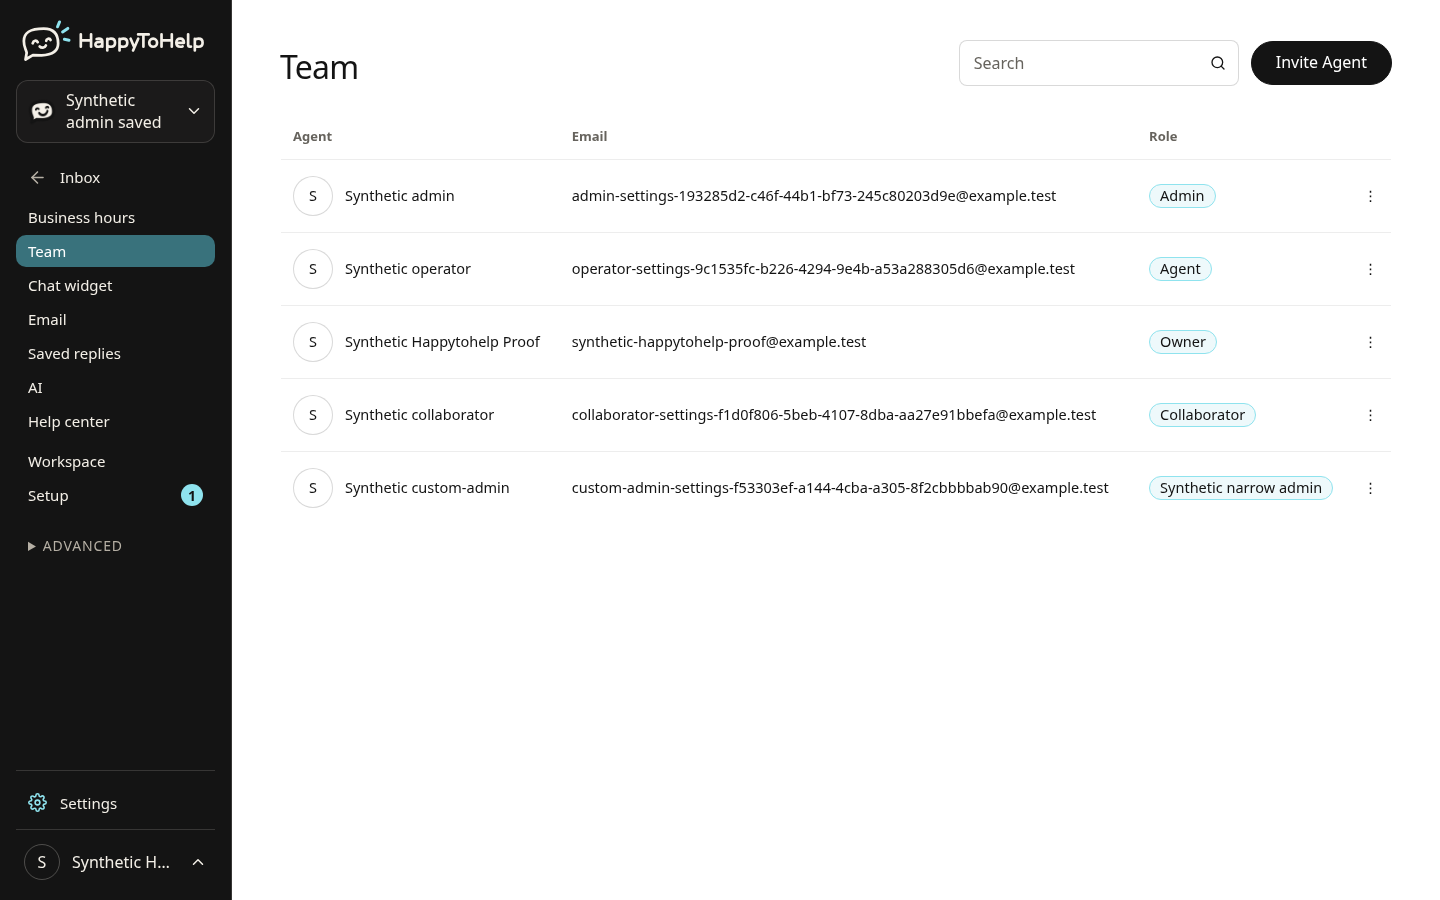 HappyToHelp
Synthetic
admin saved
Inbox
Business hours
Team
Chat widget
Email
Saved replies
AI
Help center
Workspace
Setup 1
ADVANCED
Settings
S Synthetic H...
Team
Search
Invite Agent
Agent Email Role
S Synthetic admin admin-settings-193285d2-c46f-44b1-bf73-245c80203d9e@example.test Admin
S Synthetic operator operator-settings-9c1535fc-b226-4294-9e4b-a53a288305d6@example.test Agent
S Synthetic Happytohelp Proof synthetic-happytohelp-proof@example.test Owner
S Synthetic collaborator collaborator-settings-f1d0f806-5beb-4107-8dba-aa27e91bbefa@example.test Collaborator
S Synthetic custom-admin custom-admin-settings-f53303ef-a144-4cba-a305-8f2cbbbbab90@example.test Synthetic narrow admin